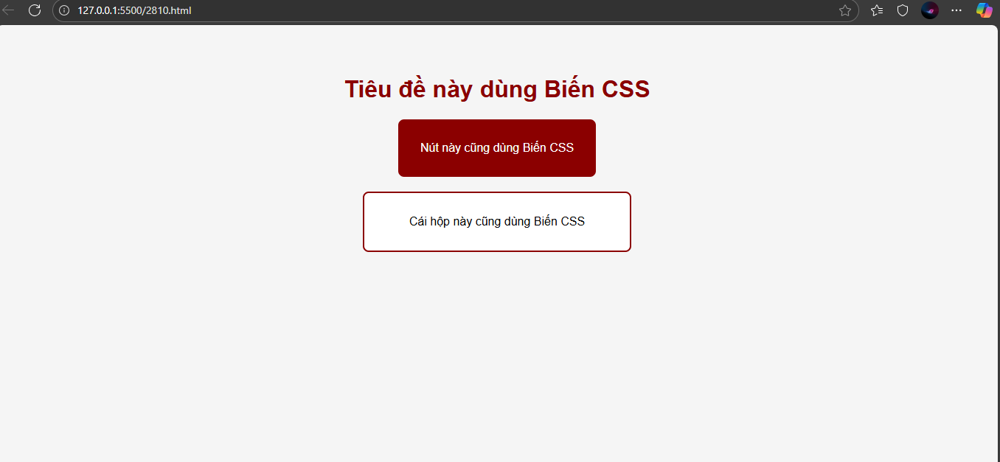 127.0.0.1:5500/2810.html
Tiêu đề này dùng Biến CSS
Nút này cũng dùng Biến CSS
Cái hộp này cũng dùng Biến CSS